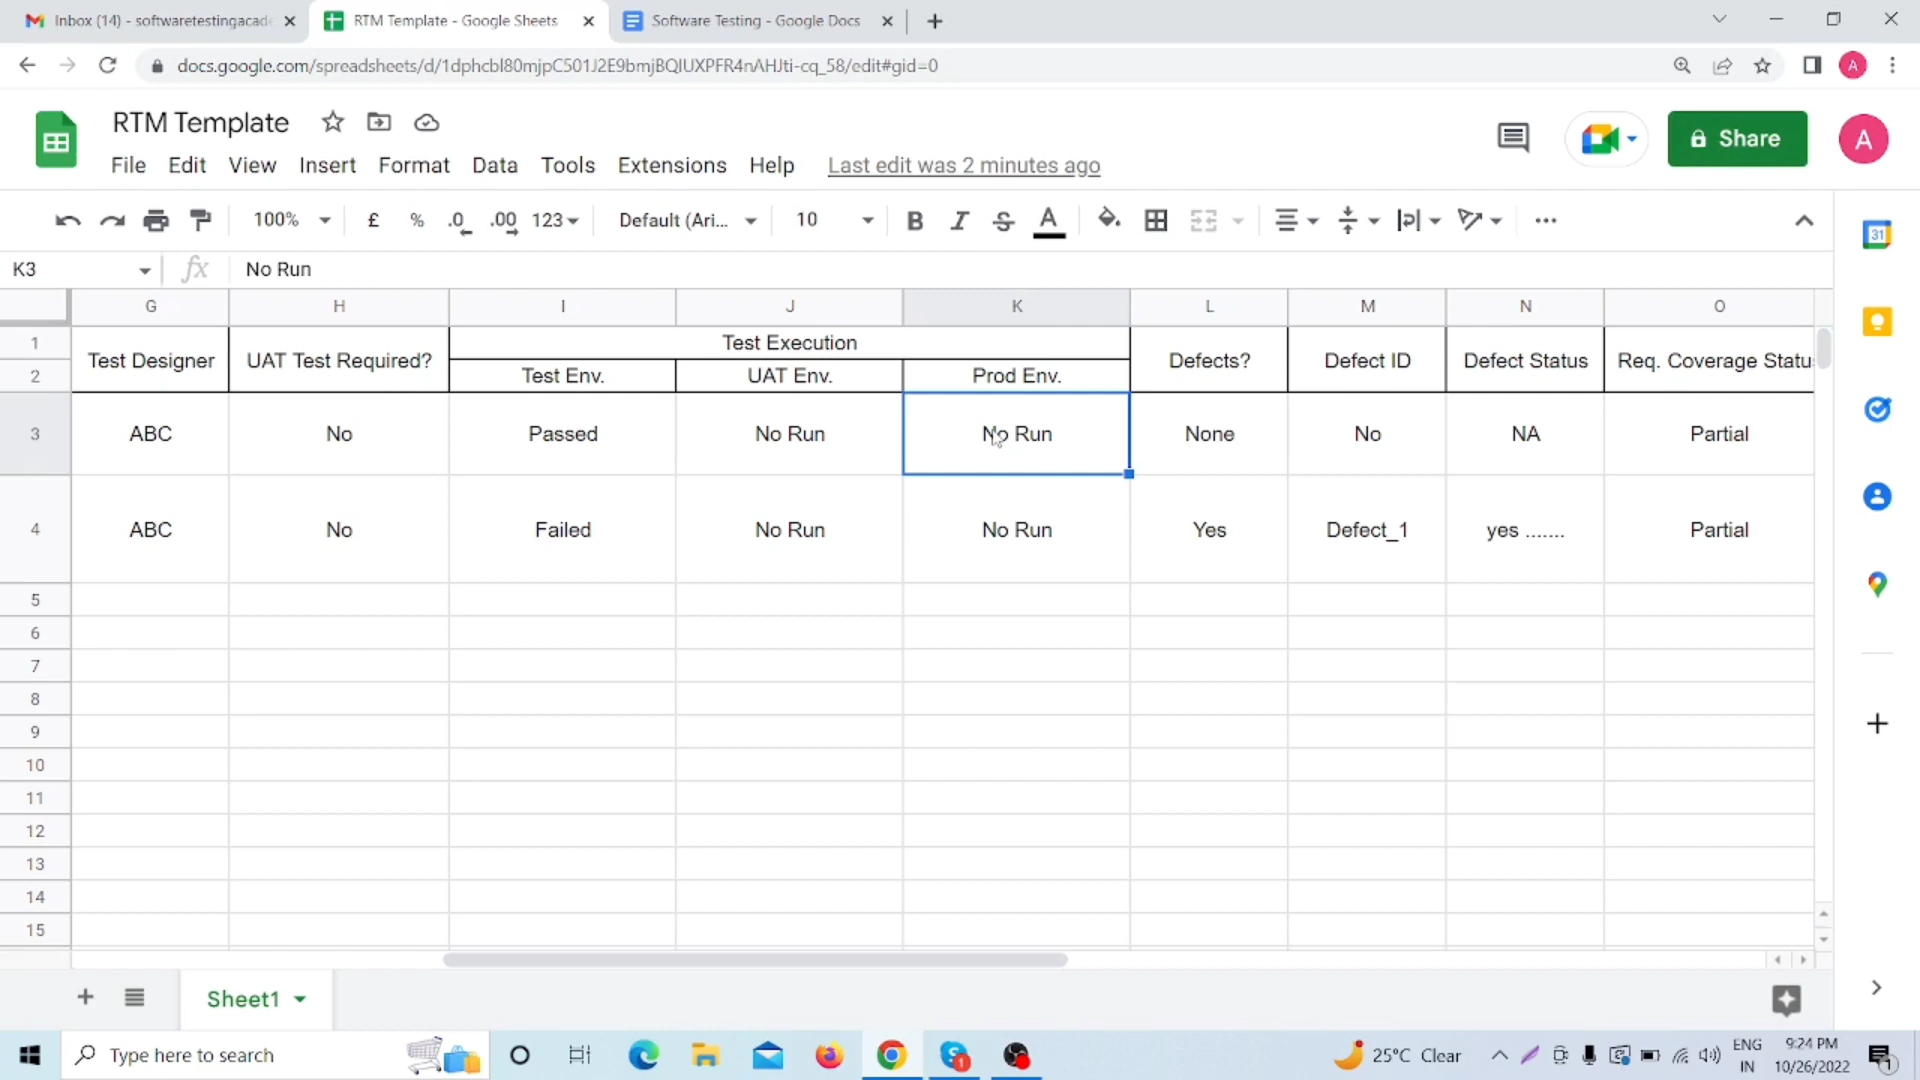 Inbox (14) - softwaretestingacad
RTM Template - Google Sheets
Software Testing - Google Docs
docs.google.com/spreadsheets/d/1dphcbl80mjpC501J2E9bmjBQIUXPFR4nAHJti-cq_58/edit#gid=0
A
RTM Template
Share
A
File Edit View Insert Format Data Tools Extensions Help Last edit was 2 minutes ago
100% £ % .0 .00 123 Default (Ari... 10 B I S A ...
31
K3 fx No Run
G H I J K L M N O
1 Test Designer UAT Test Required? Test Execution Defects? Defect ID Defect Status Req. Coverage Statu
2 Test Env. UAT Env. Prod Env.
3 ABC No Passed No Run No Run None No NA Partial
4 ABC No Failed No Run No Run Yes Defect_1 yes ....... Partial
5
6
7
8
9
10
11
12
13
14
15
Sheet1
Type here to search
25°C Clear
ENG
IN
9:24 PM
10/26/2022
1